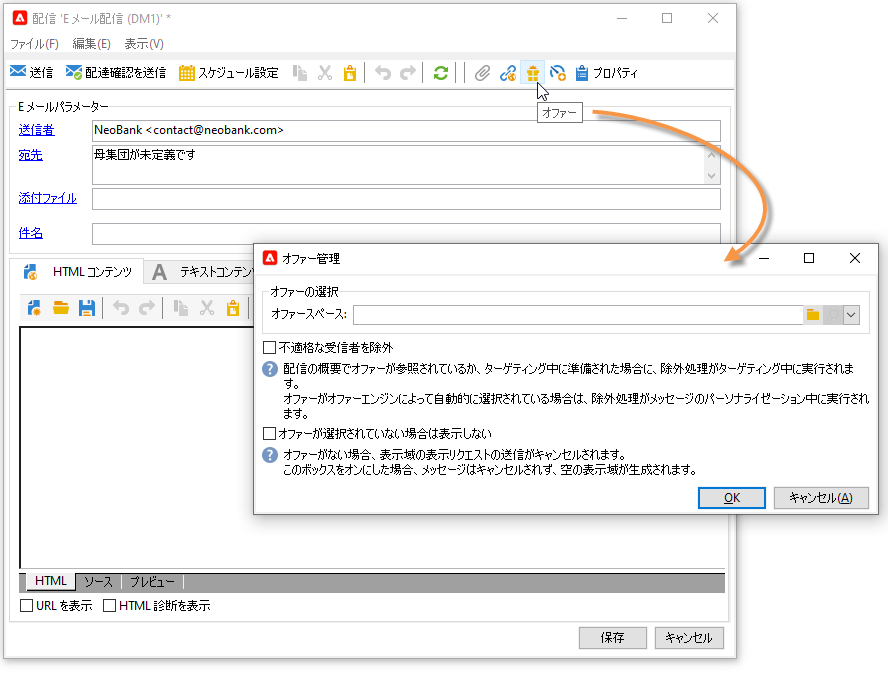 配信 'Eメール配信 (DM1)' *
ファイル(F) 編集(E) 表示(V)
送信 配達確認を送信 スケジュール設定 プロパティ
オファー
Eメールパラメーター
送信者 NeoBank <contact@neobank.com>
宛先 母集団が未定義です
添付ファイル
件名
HTML コンテンツ A テキストコンテンツ
オファー管理
オファーの選択
オファースペース:
不適格な受信者を除外
配信の概要でオファーが参照されているか、ターゲティング中に準備された場合に、除外処理がターゲティング中に実行されま
す。
オファーがオファーエンジンによって自動的に選択されている場合は、除外処理がメッセージのパーソナライゼーション中に実行され
ます。
オファーが選択されていない場合は表示しない
オファーがない場合、表示域の表示リクエストの送信がキャンセルされます。
このボックスをオンにした場合、メッセージはキャンセルされず、空の表示域が生成されます。
OK キャンセル(A)
HTML ソース プレビュー
URL を表示 HTML 診断を表示
保存 キャンセル